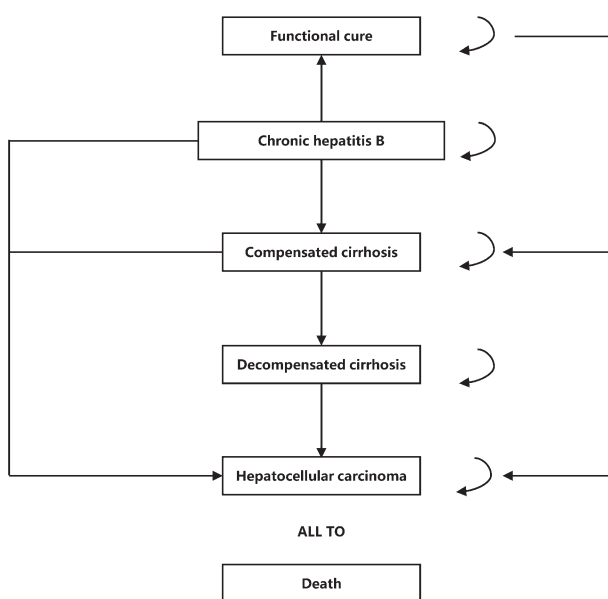 Functional cure
Chronic hepatitis B
Compensated cirrhosis
Decompensated cirrhosis
Hepatocellular carcinoma
ALL TO
Death